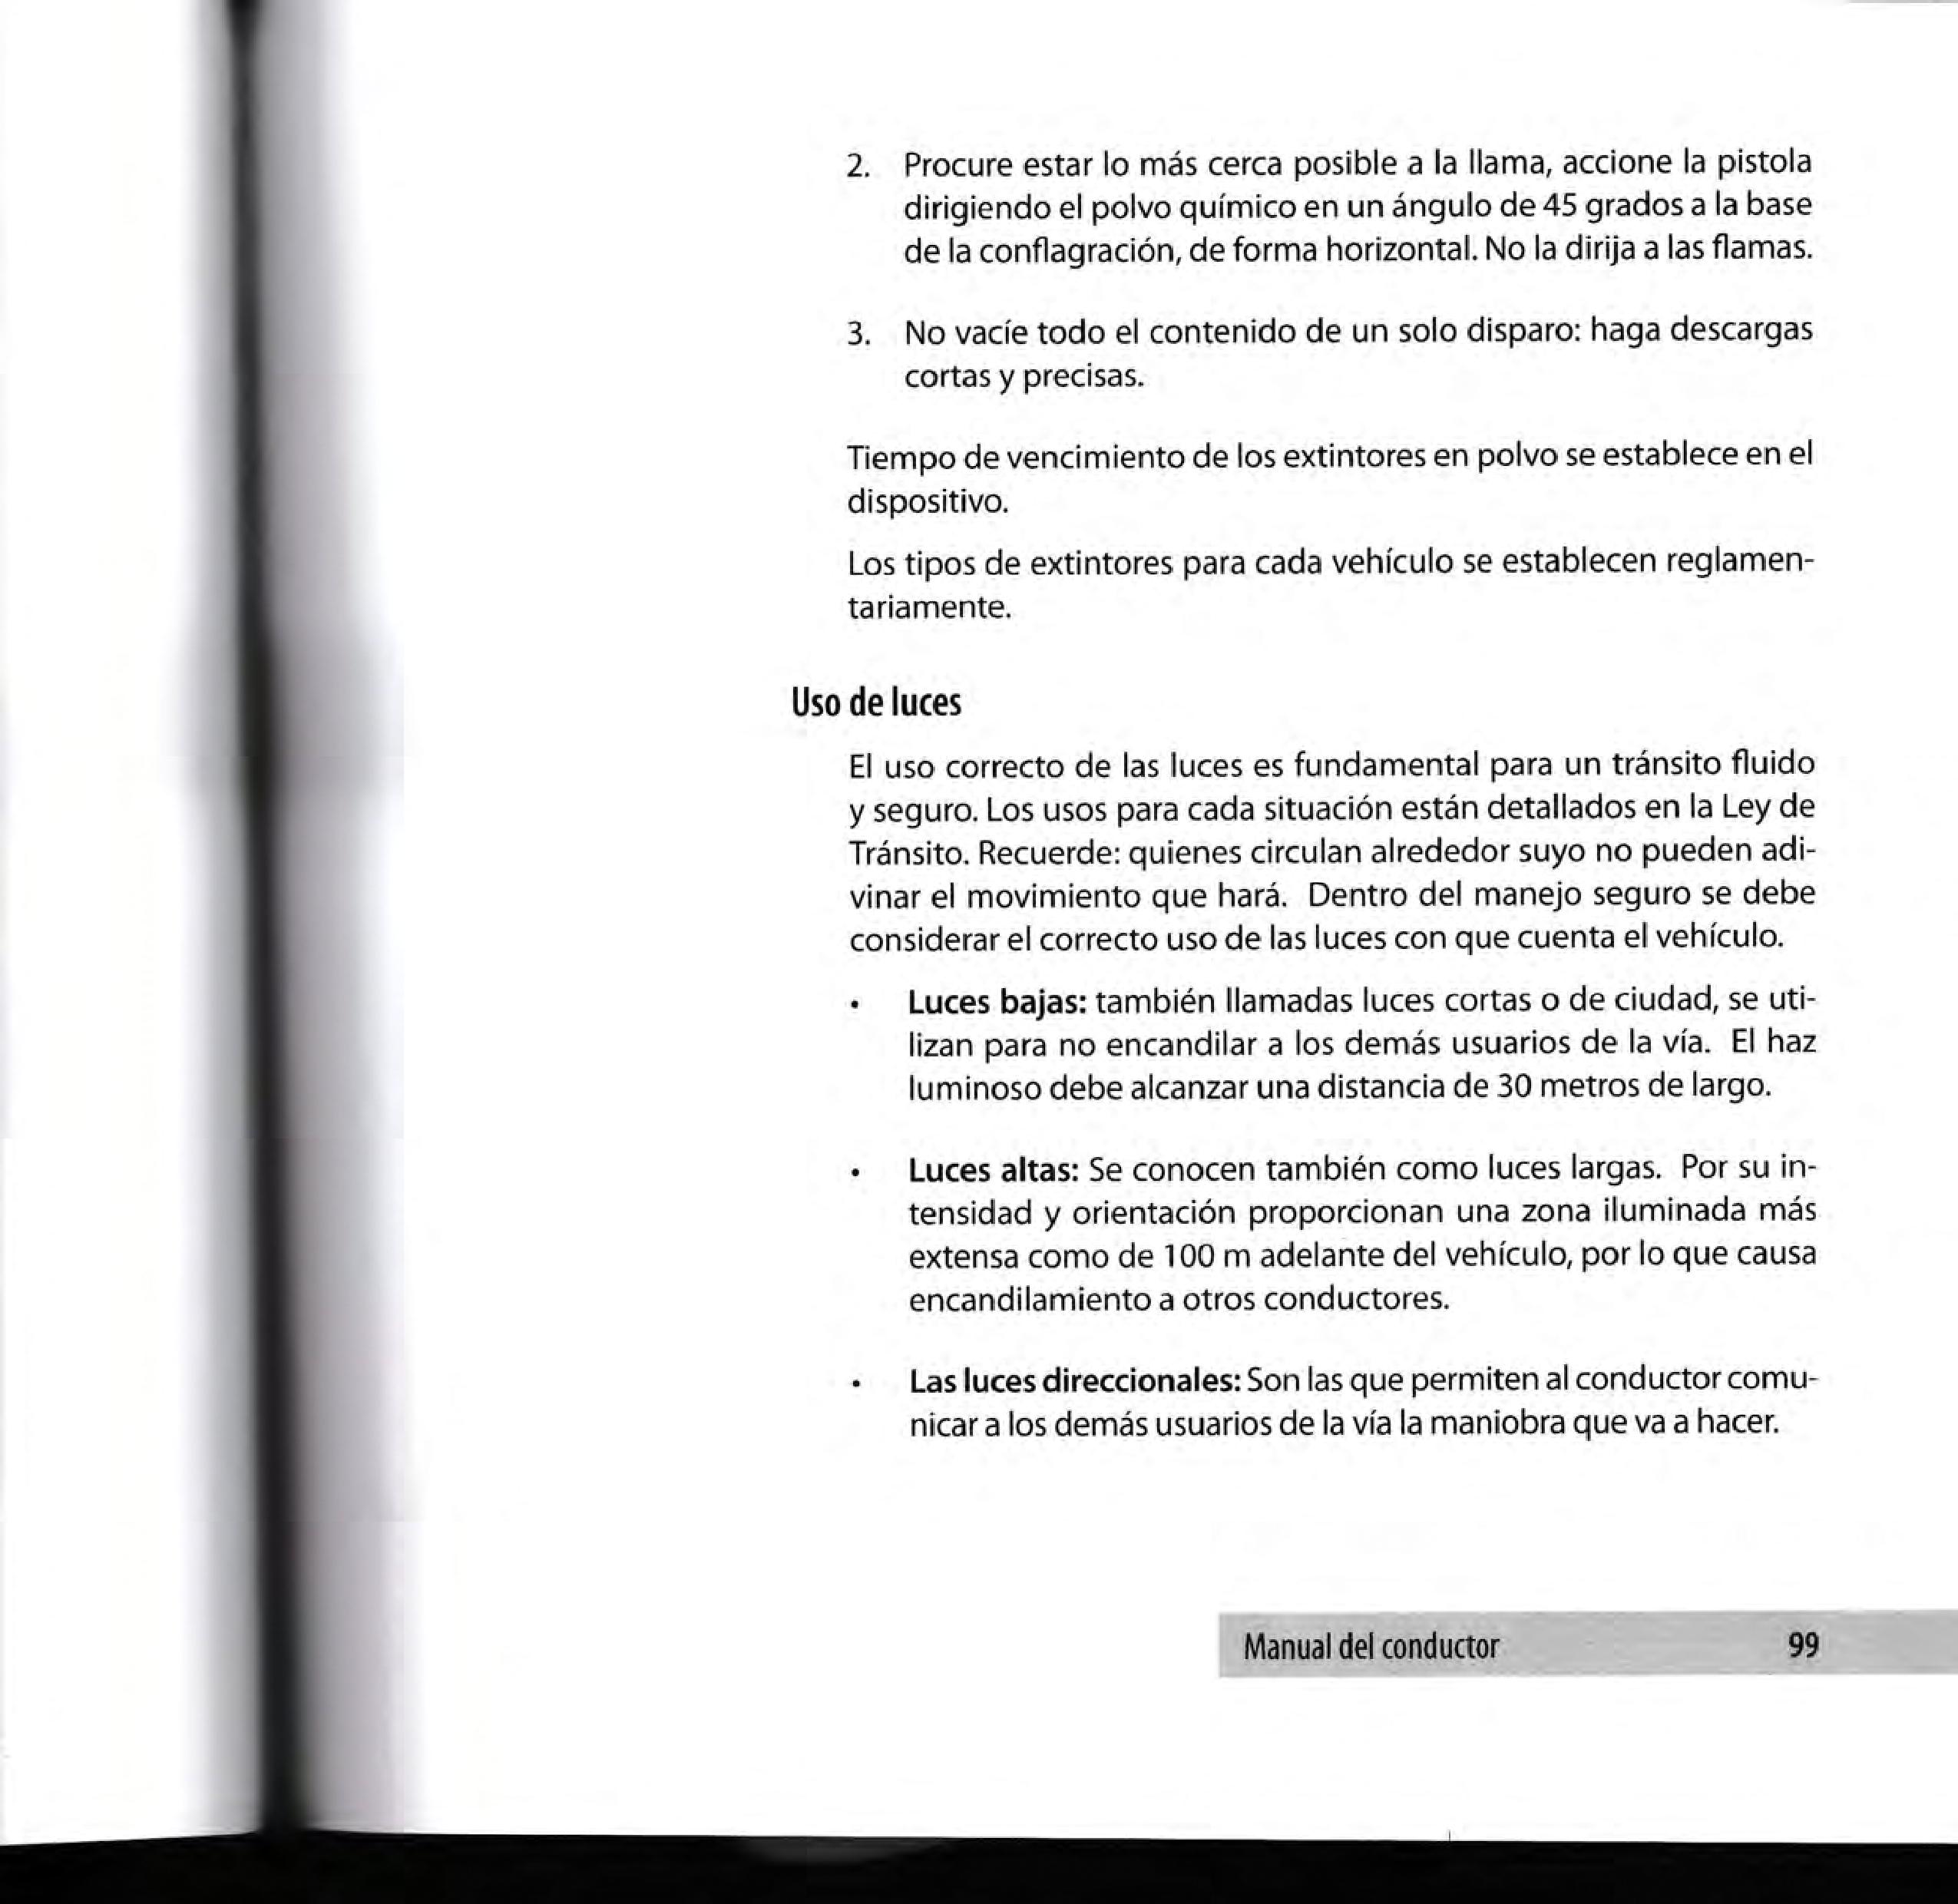 2. Procure estar lo más cerca posible a la llama, accione la pistola
dirigiendo el polvo químico en un ángulo de 45 grados a la base
de la conflagración, de forma horizontal. No la dirija a las flamas.
3. No vacíe todo el contenido de un solo disparo: haga descargas
cortas y precisas.
Tiempo de vencimiento de los extintores en polvo se establece en el
dispositivo.
Los tipos de extintores para cada vehículo se establecen reglamen-
tariamente.
Uso de luces
El uso correcto de las luces es fundamental para un tránsito fluido
y seguro. Los usos para cada situación están detallados en la Ley de
Tránsito. Recuerde: quienes circulan alrededor suyo no pueden adi-
vinar el movimiento que hará. Dentro del manejo seguro se debe
considerar el correcto uso de las luces con que cuenta el vehículo.
• Luces bajas: también llamadas luces cortas o de ciudad, se uti-
lizan para no encandilar a los demás usuarios de la vía. El haz
luminoso debe alcanzar una distancia de 30 metros de largo.
• Luces altas: Se conocen también como luces largas. Por su in-
tensidad y orientación proporcionan una zona iluminada más
extensa como de 100 m adelante del vehículo, por lo que causa
encandilamiento a otros conductores.
• Las luces direccionales: Son las que permiten al conductor comu-
nicar a los demás usuarios de la vía la maniobra que va a hacer.
Manual del conductor 99